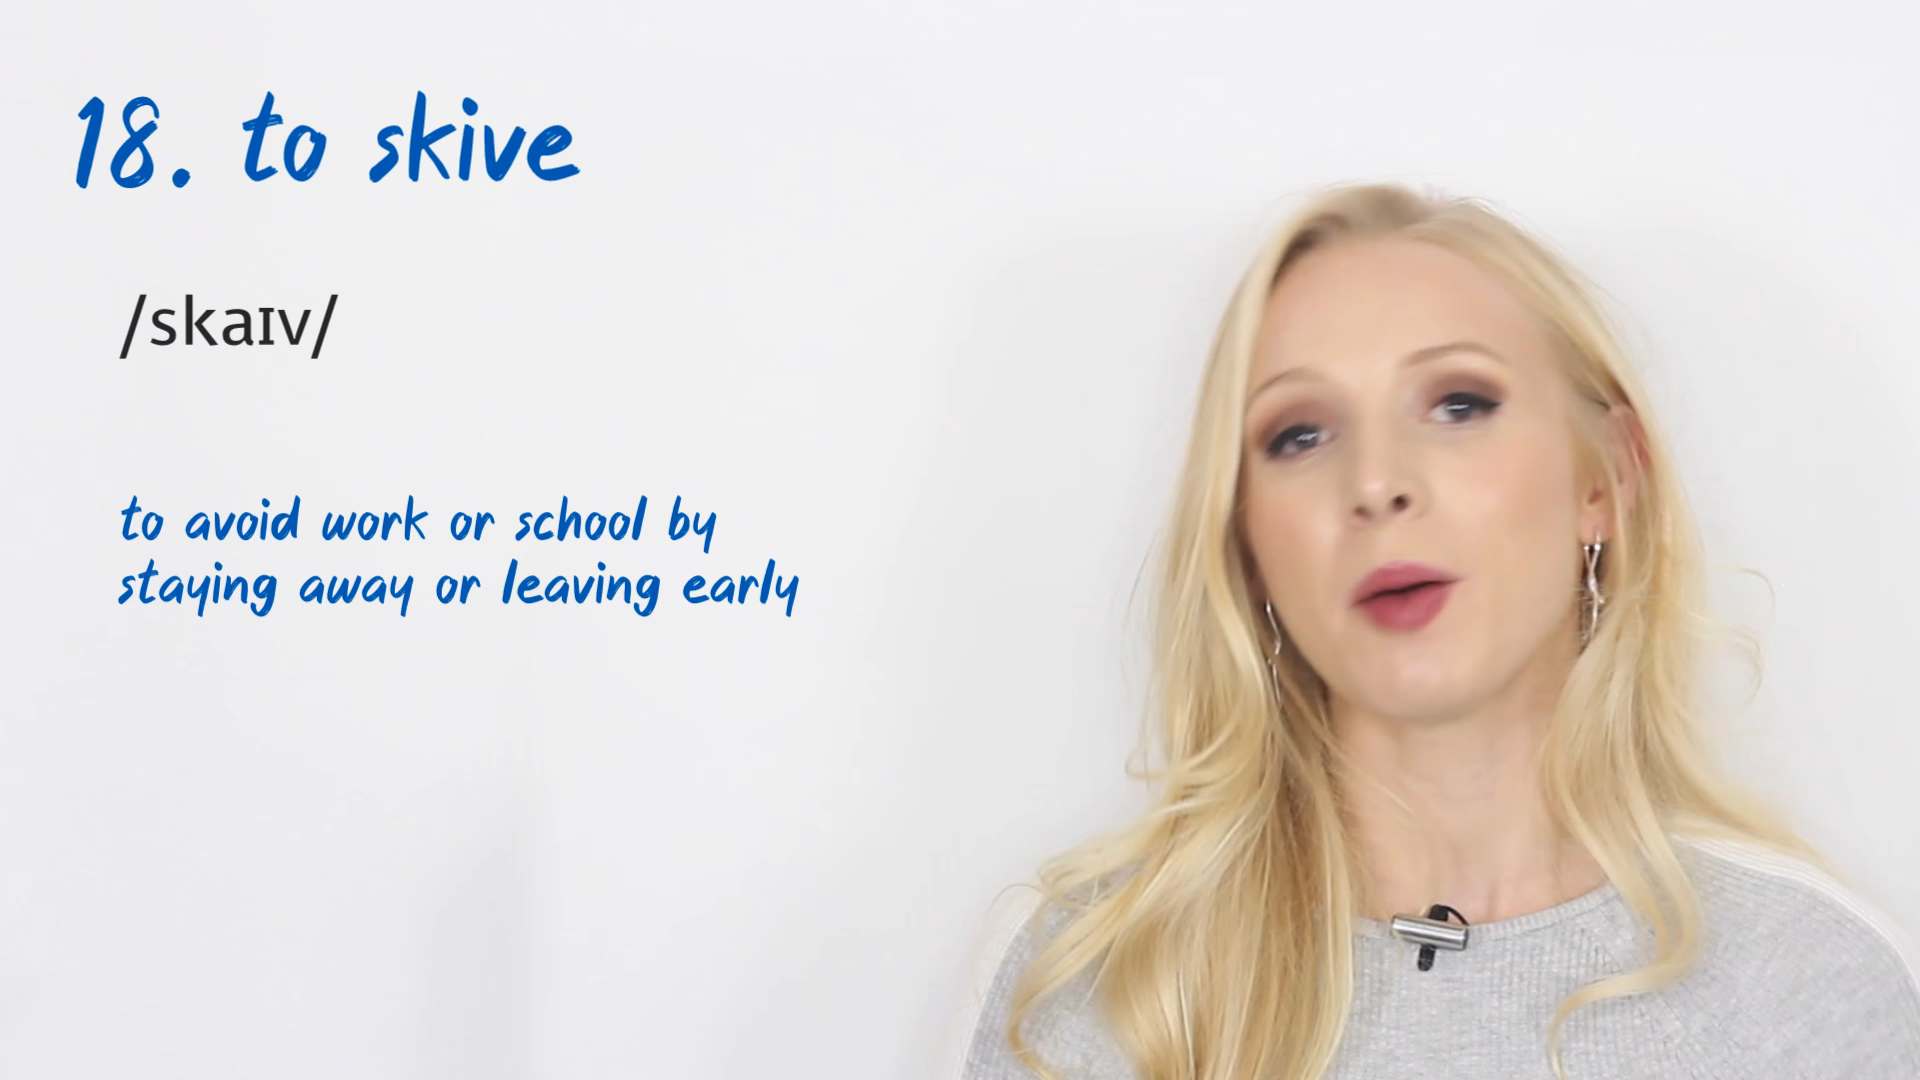 18. to skive
/skaɪv/
to avoid work or school by
staying away or leaving early